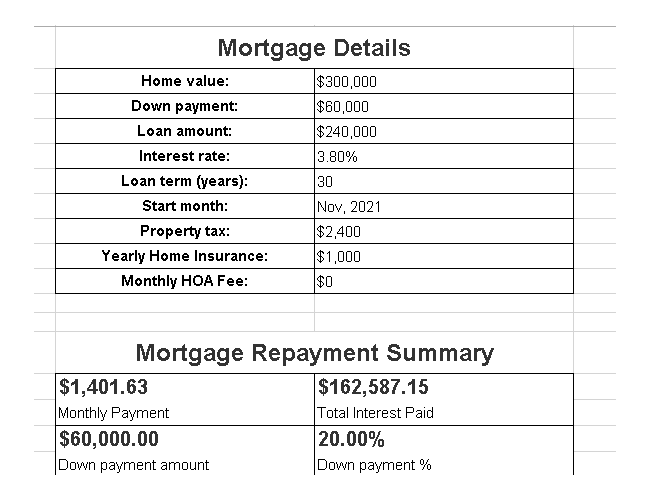 Mortgage Details
Home value: $300,000
Down payment: $60,000
Loan amount: $240,000
Interest rate: 3.80%
Loan term (years): 30
Start month: Nov, 2021
Property tax: $2,400
Yearly Home Insurance: $1,000
Monthly HOA Fee: $0
Mortgage Repayment Summary
$1,401.63 $162,587.15
Monthly Payment Total Interest Paid
$60,000.00 20.00%
Down payment amount Down payment %